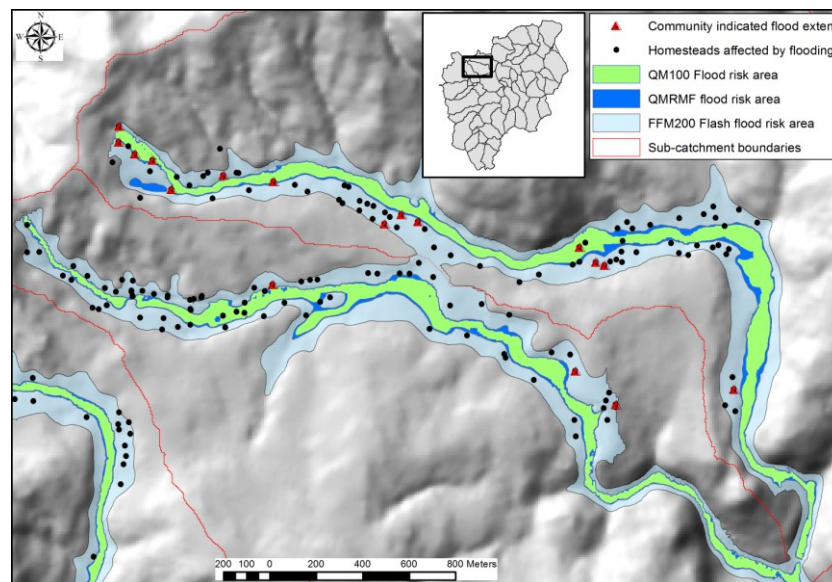 N
W E
S
Community indicated flood exten
Homesteads affected by flooding
QM100 Flood risk area
QMRMF flood risk area
FFM200 Flash flood risk area
Sub-catchment boundaries
200 100 0 200 400 600 800 Meters